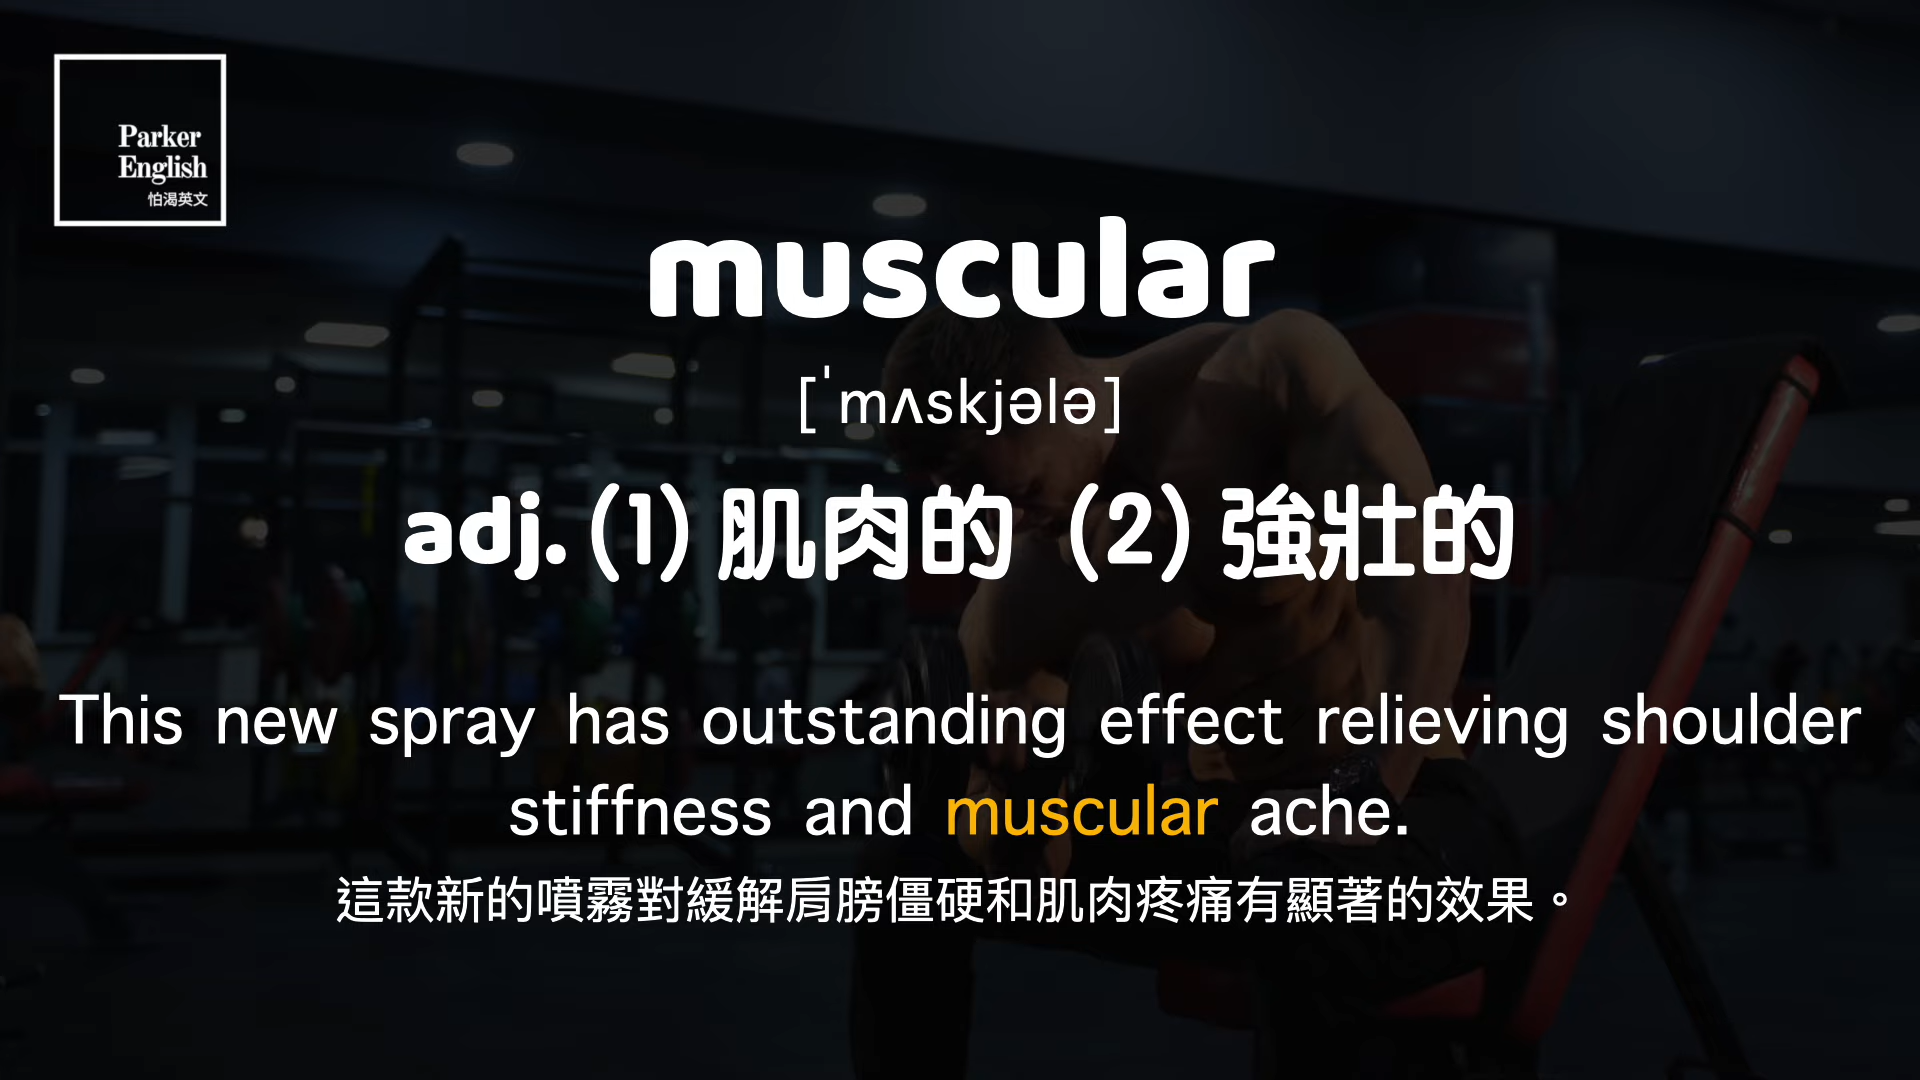 Parker
English
怕渴英文
muscular
[ˈmʌskjələ]
adj. (1) 肌肉的 (2) 強壯的
This new spray has outstanding effect relieving shoulder
stiffness and muscular ache.
這款新的噴霧對緩解肩膀僵硬和肌肉疼痛有顯著的效果。